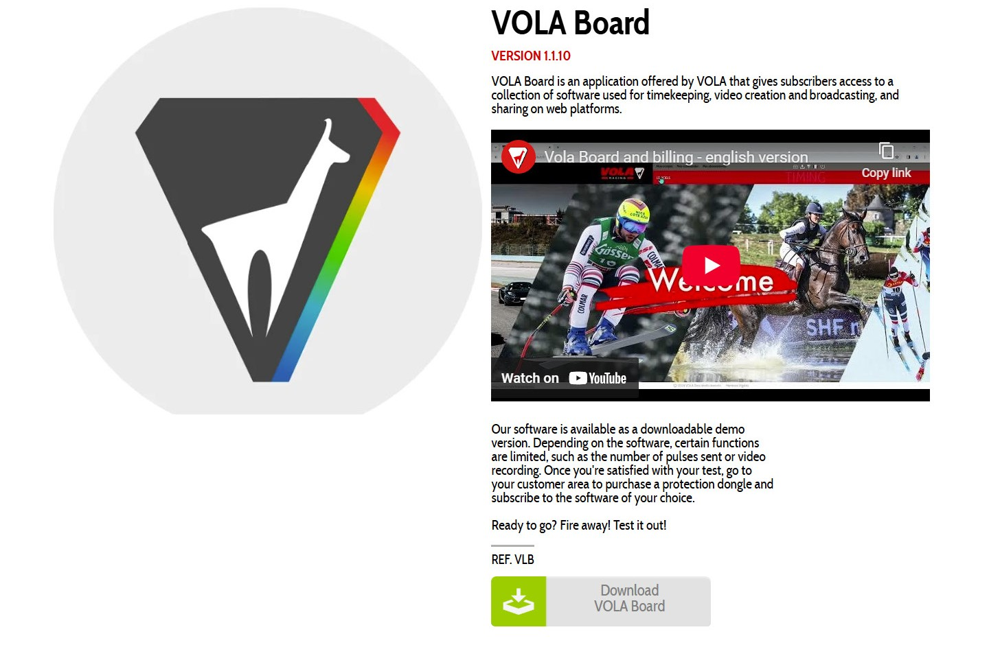 VOLA Board
VERSION 1.1.10
VOLA Board is an application offered by VOLA that gives subscribers access to a
collection of software used for timekeeping, video creation and broadcasting, and
sharing on web platforms.
Vola Board and billing - english version
Copy link
VOLA
RACING
TIMING
NICE
CÔTE AZUR
Gösser
COLMAR
COLMAR
Welcome
SHF
Watch on YouTube
Our software is available as a downloadable demo
version. Depending on the software, certain functions
are limited, such as the number of pulses sent or video
recording. Once you're satisfied with your test, go to
your customer area to purchase a protection dongle and
subscribe to the software of your choice.
Ready to go? Fire away! Test it out!
REF. VLB
Download
VOLA Board